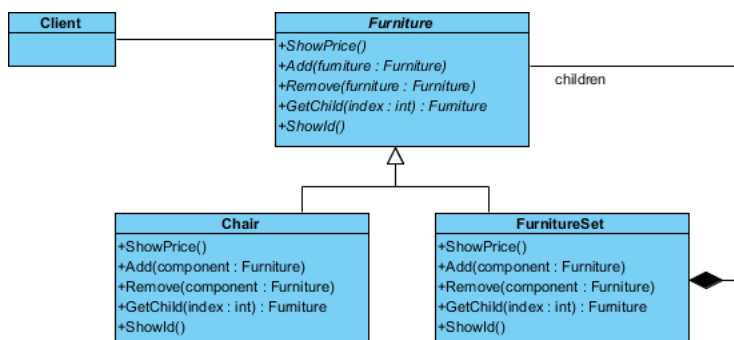 Client
Furniture
+ShowPrice()
+Add(furniture : Furniture)
+Remove(furniture : Furniture)
+GetChild(index : int) : Furniture
+ShowId()
children
Chair
+ShowPrice()
+Add(component : Furniture)
+Remove(component : Furniture)
+GetChild(index : int) : Furniture
+ShowId()
FurnitureSet
+ShowPrice()
+Add(component : Furniture)
+Remove(component : Furniture)
+GetChild(index : int) : Furniture
+ShowId()